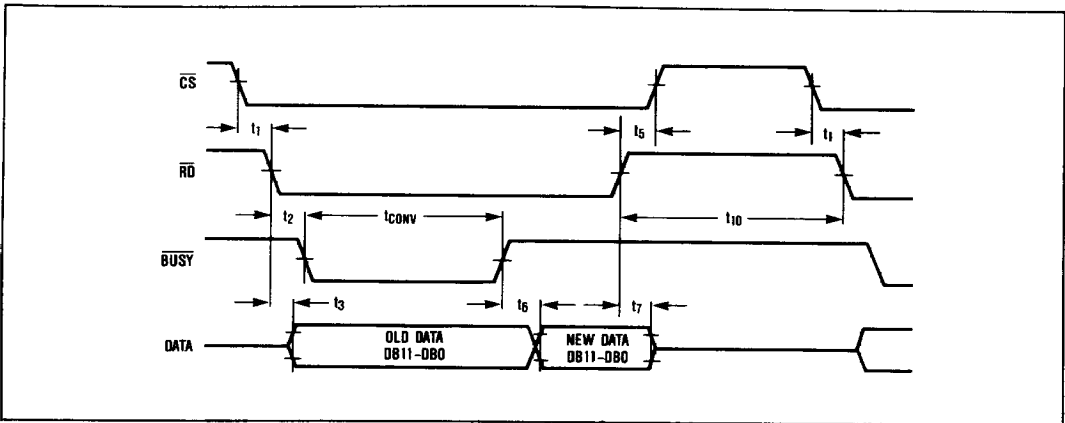 CS
t1
t5
t1
RD
t2
tCONV
t10
BUSY
t3
t6
t7
DATA
OLD DATA
DB11-DB0
NEW DATA
DB11-DB0